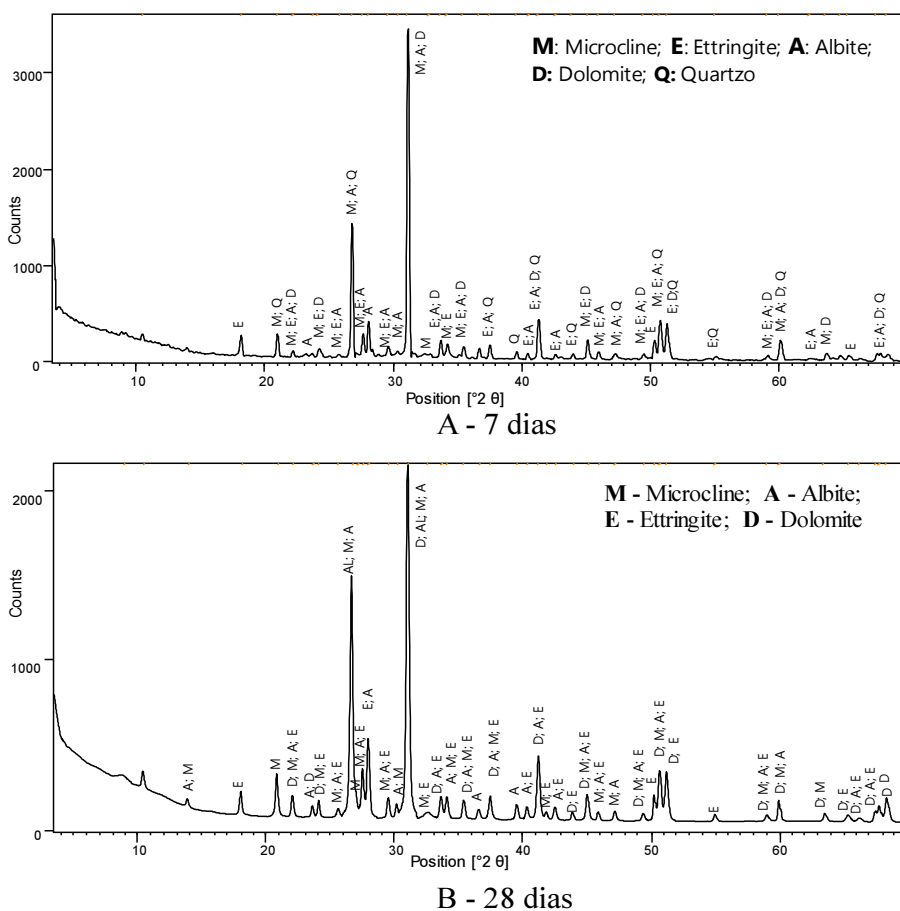 M: Microcline; E: Ettringite; A: Albite;
D: Dolomite; Q: Quartzo
Counts
3000
2000
1000
0
E
M; Q
M; E; A; D
A
M; E; D
M; E; A
M; A; Q
M; E; A
A
M; E; A
M; A
M; A; D
M
E; A; D
M; E
M; E; A; D
E; A; Q
Q
E; A
E; A; D; Q
E; A
E; Q
M; E; D
M; E; A
M; A; Q
M; E; A; D
E
M; E; A; Q
E; D;Q
E;Q
M; E; A; D
M; A; D; Q
E; A
M; D
E
E; A; D; Q
10
20
30
40
50
60
Position [°2 θ]
A - 7 dias
M - Microcline; A - Albite;
E - Ettringite; D - Dolomite
Counts
2000
1000
0
A; M
E
M
D; M; A; E
A; D
D; M; E
M; A; E
AL; M; A
M
M; A; E
E; A
M; A; E
A; M
D; AL; M; A
M; E
D; A; E
A; M; E
D; A; M; E
A
D; A; M; E
A
A; E
D; A; E
M; E
A; E
D; E
D; M; A; E
M; A; E
M; A
D; M; A; E
E
D; M; A; E
D; E
E
D; M; A; E
D; M; A
D; M
D; E
D; A; E
D; A; E
D
D
10
20
30
40
50
60
Position [°2 θ]
B - 28 dias